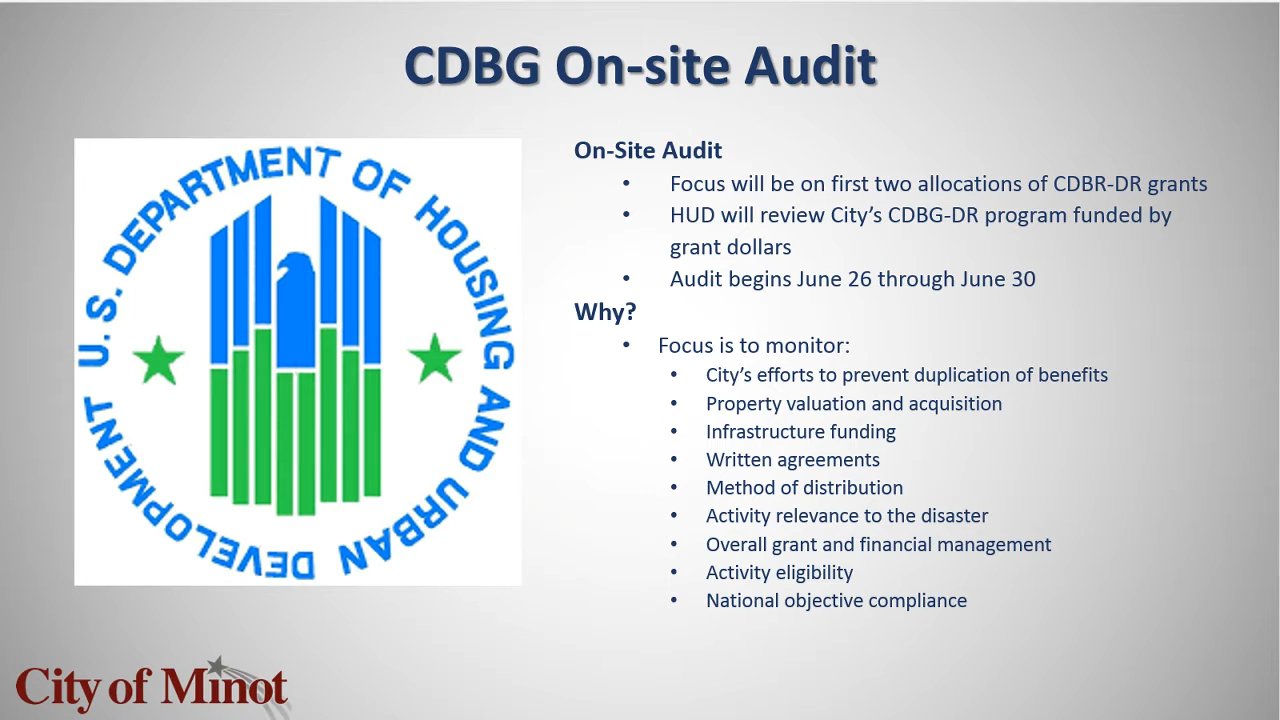 CDBG On-site Audit
U.S. DEPARTMENT OF HOUSING AND URBAN DEVELOPMENT
On-Site Audit
• Focus will be on first two allocations of CDBR-DR grants
• HUD will review City’s CDBG-DR program funded by
grant dollars
• Audit begins June 26 through June 30
Why?
• Focus is to monitor:
• City’s efforts to prevent duplication of benefits
• Property valuation and acquisition
• Infrastructure funding
• Written agreements
• Method of distribution
• Activity relevance to the disaster
• Overall grant and financial management
• Activity eligibility
• National objective compliance
City of Minot